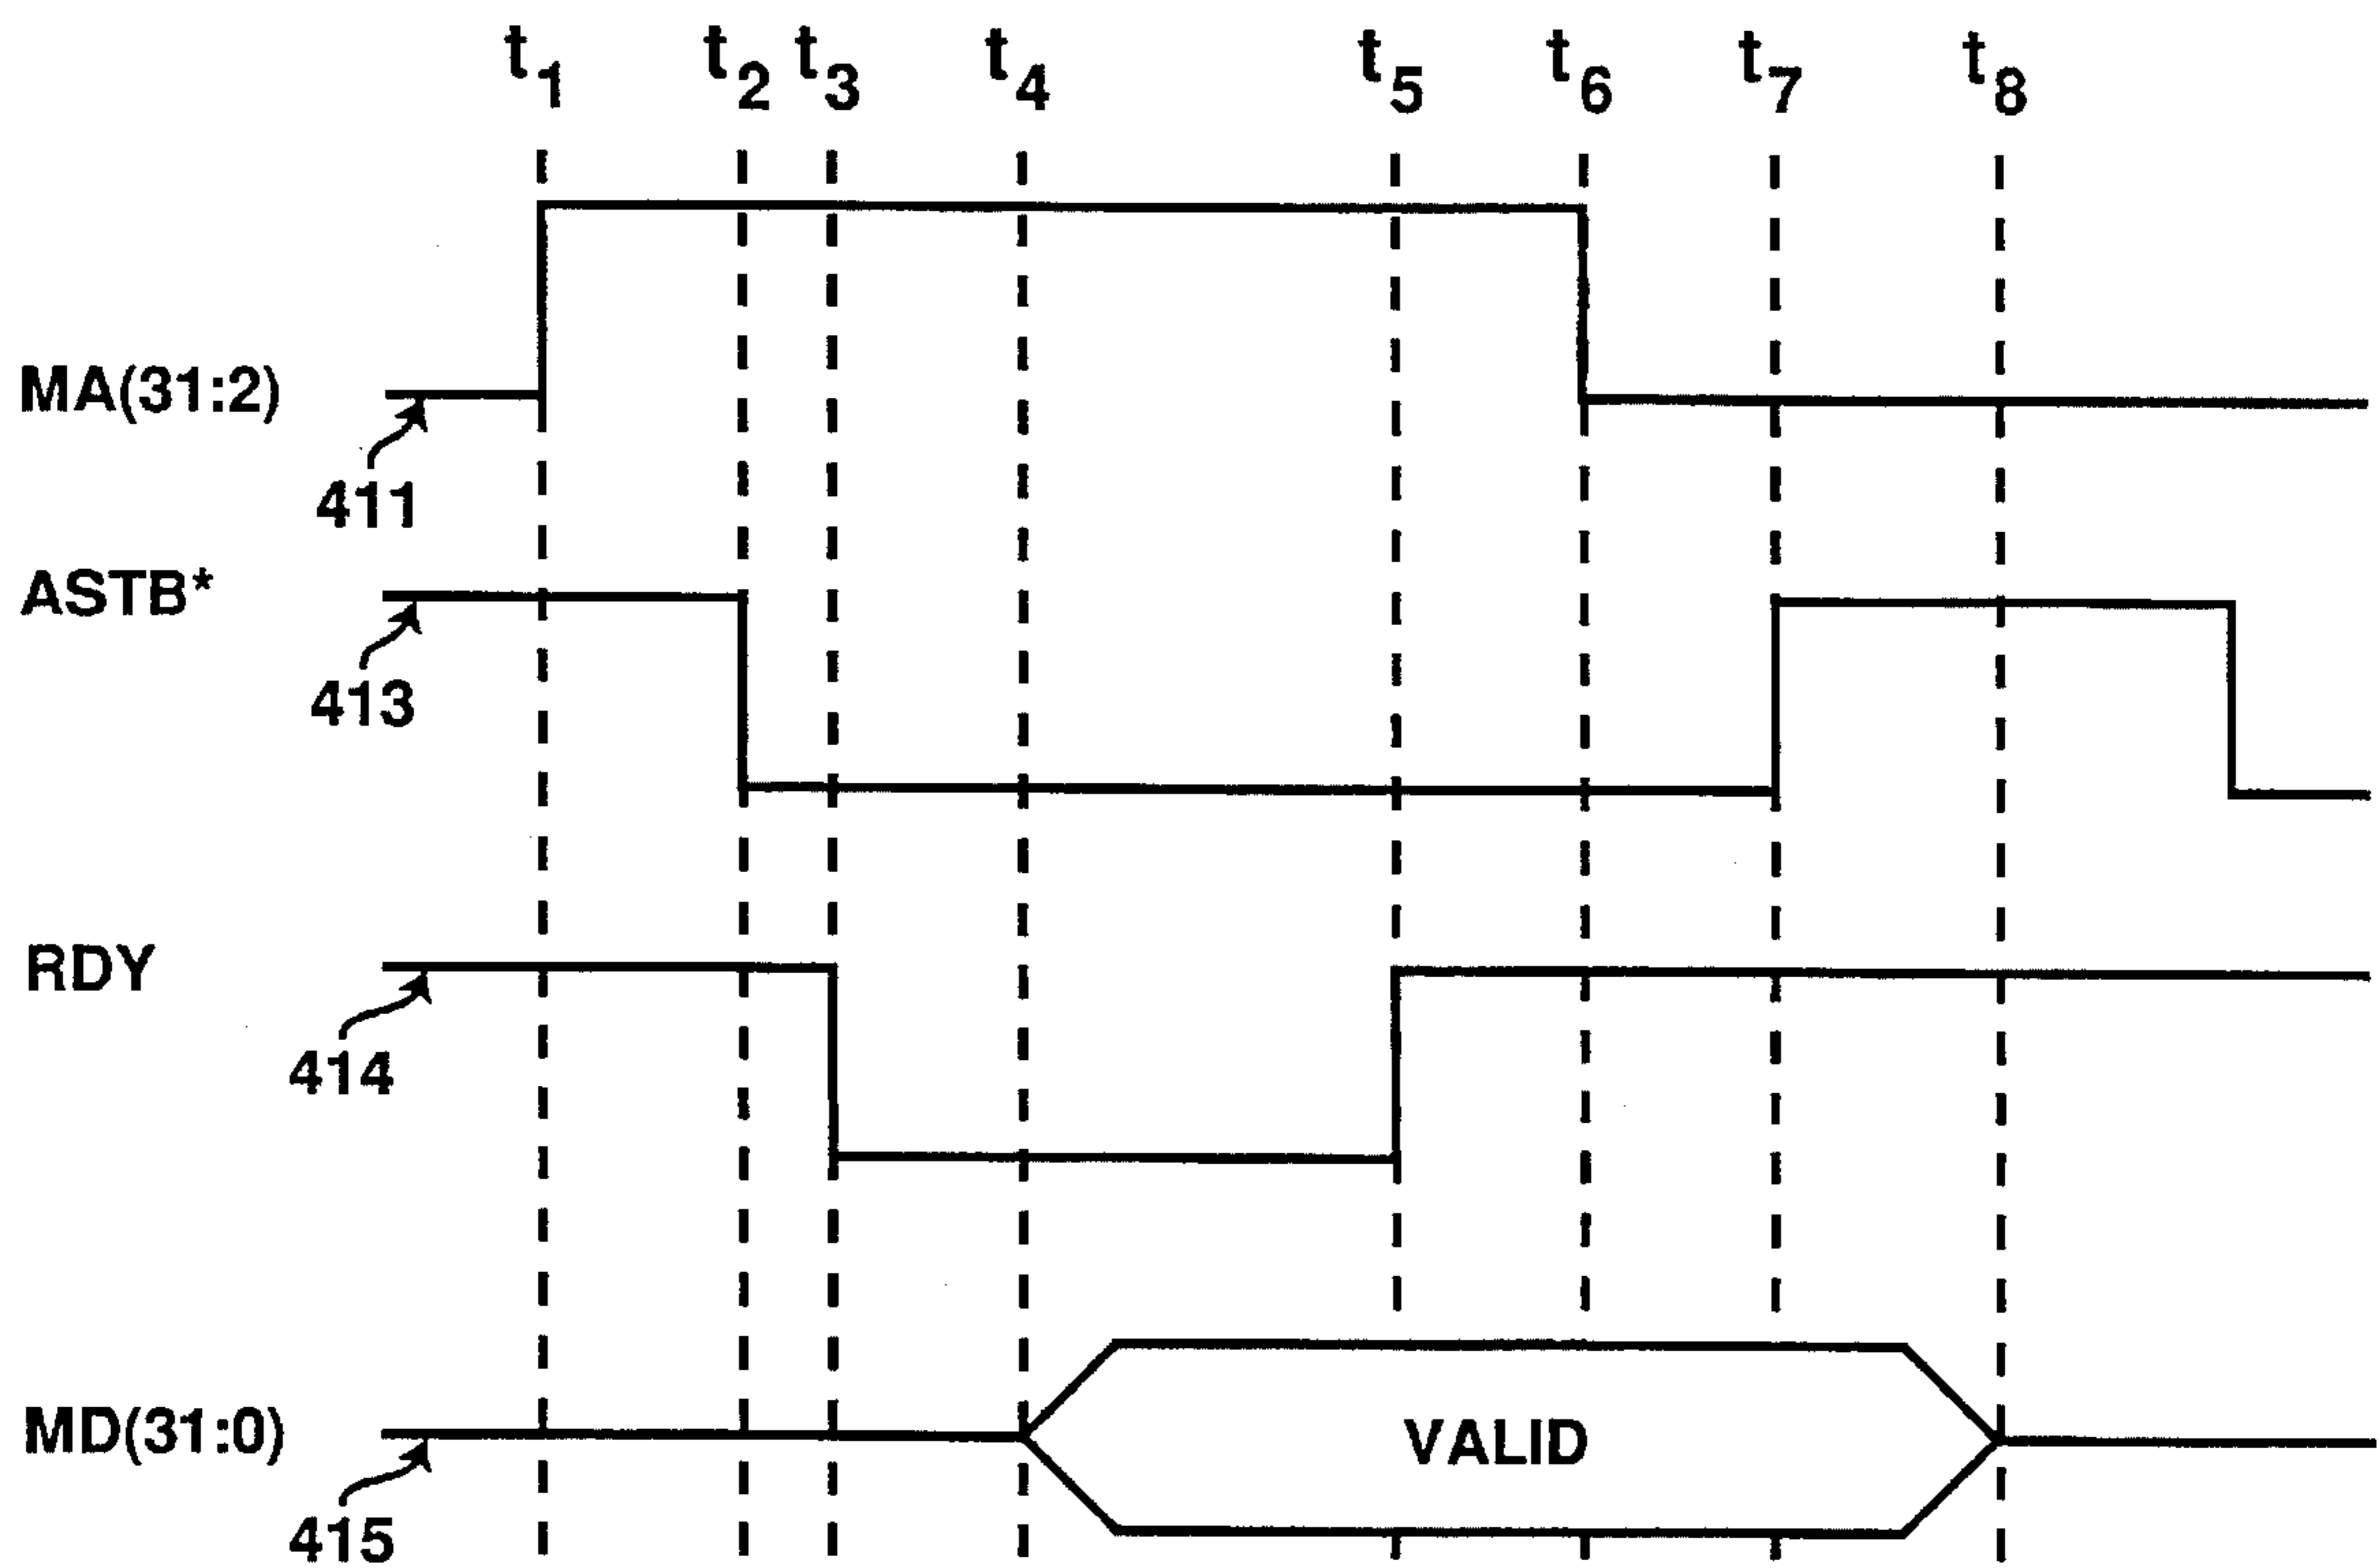 t1 t2 t3 t4 t5 t6 t7 t8
MA(31:2)
411
ASTB*
413
RDY
414
MD(31:0)
VALID
415